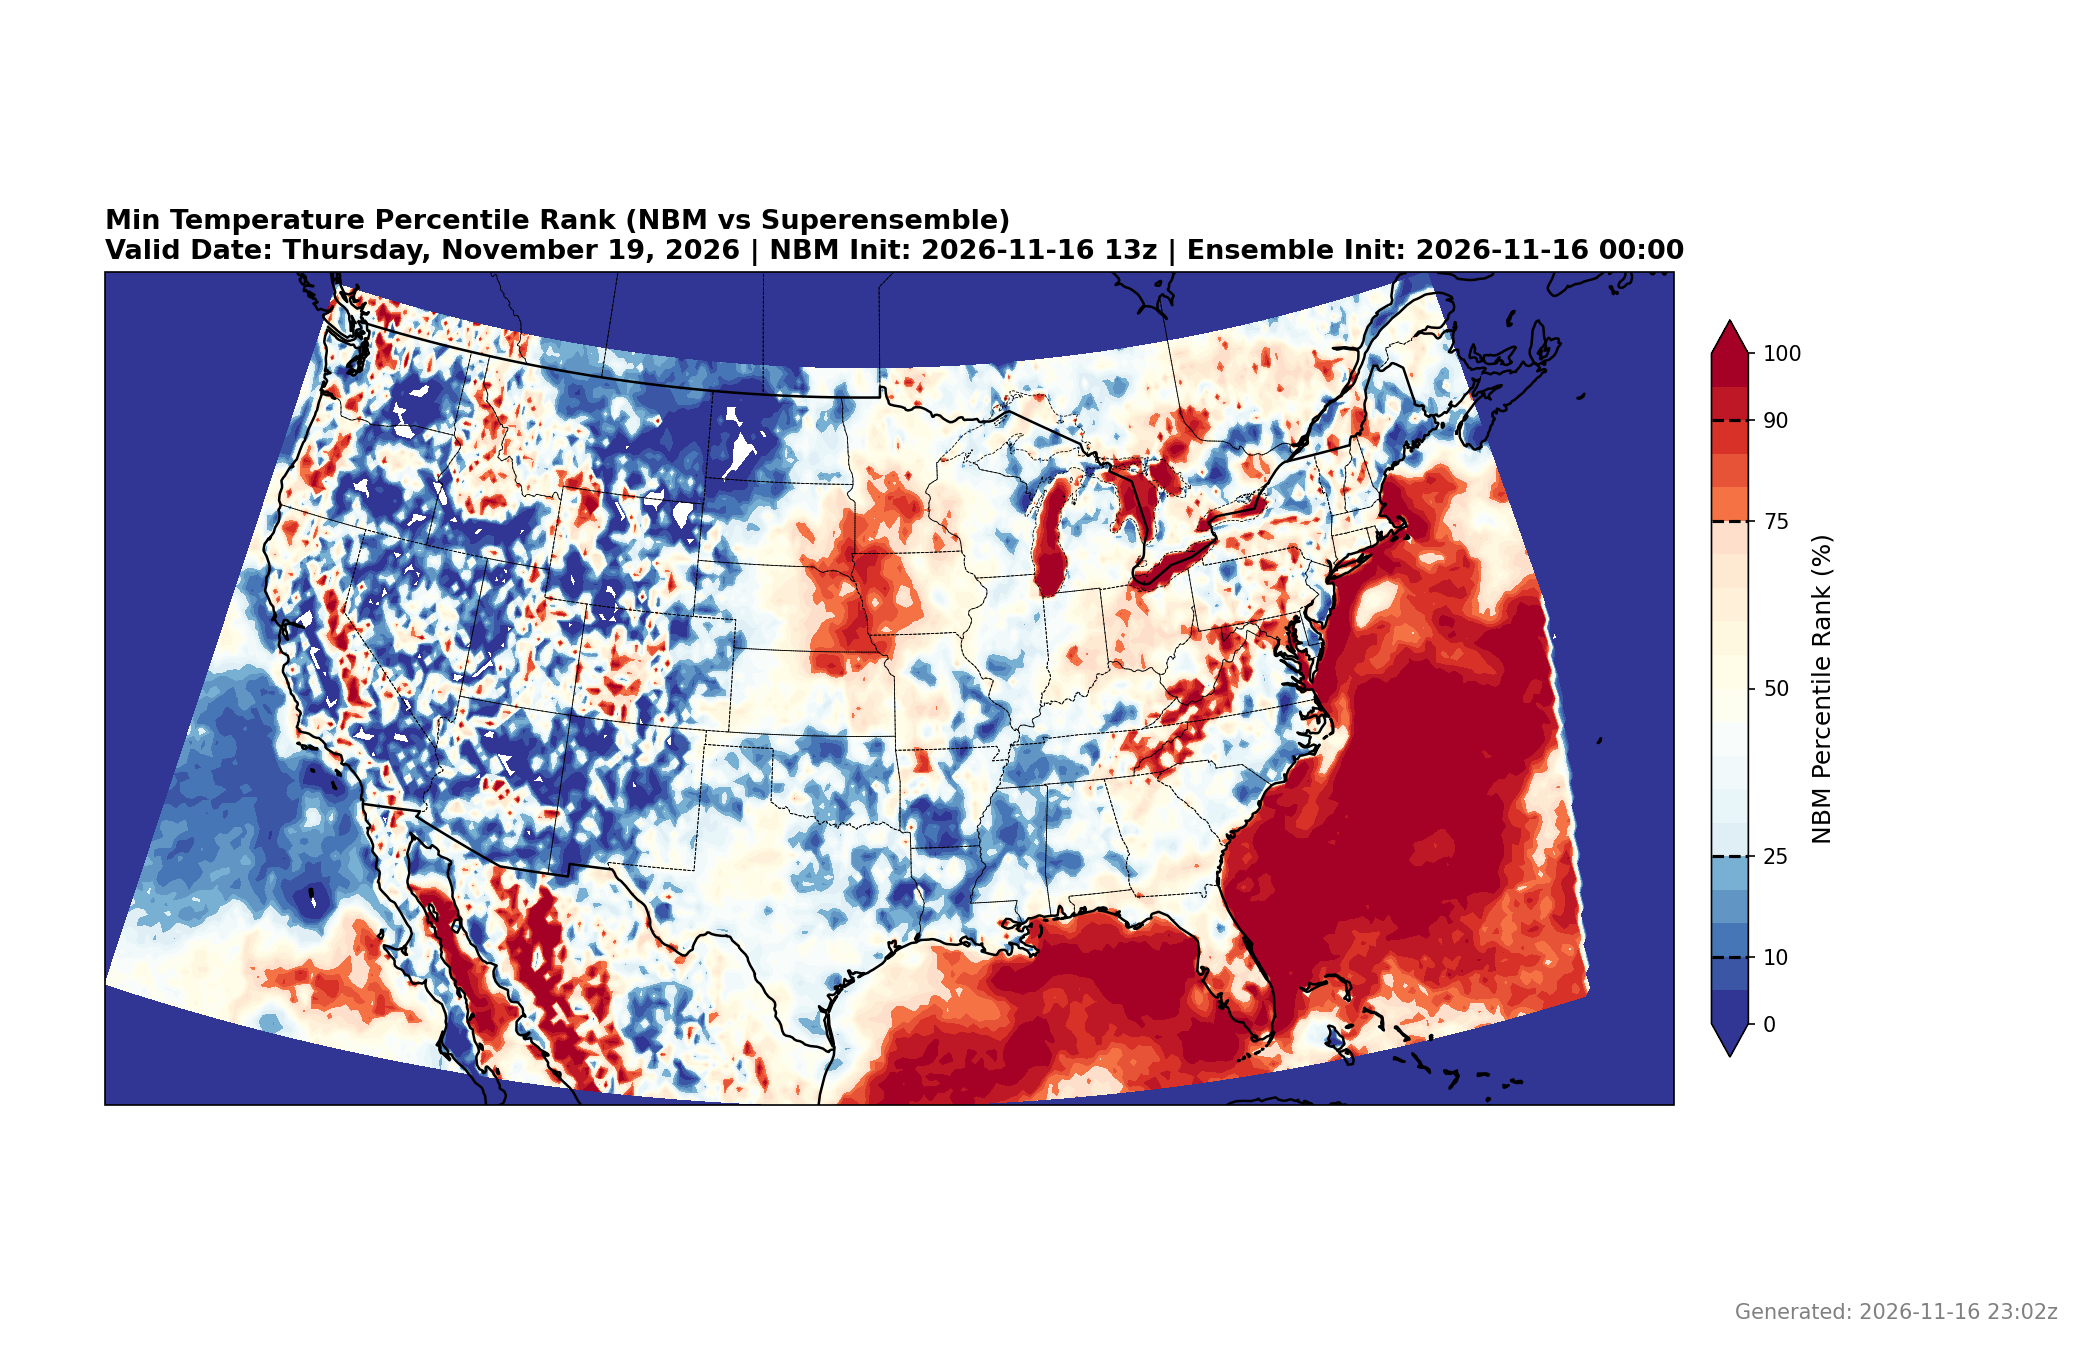 Min Temperature Percentile Rank (NBM vs Superensemble)
Valid Date: Thursday, November 19, 2026 | NBM Init: 2026-11-16 13z | Ensemble Init: 2026-11-16 00:00
100
90
75
50
25
10
0
NBM Percentile Rank (%)
Generated: 2026-11-16 23:02z